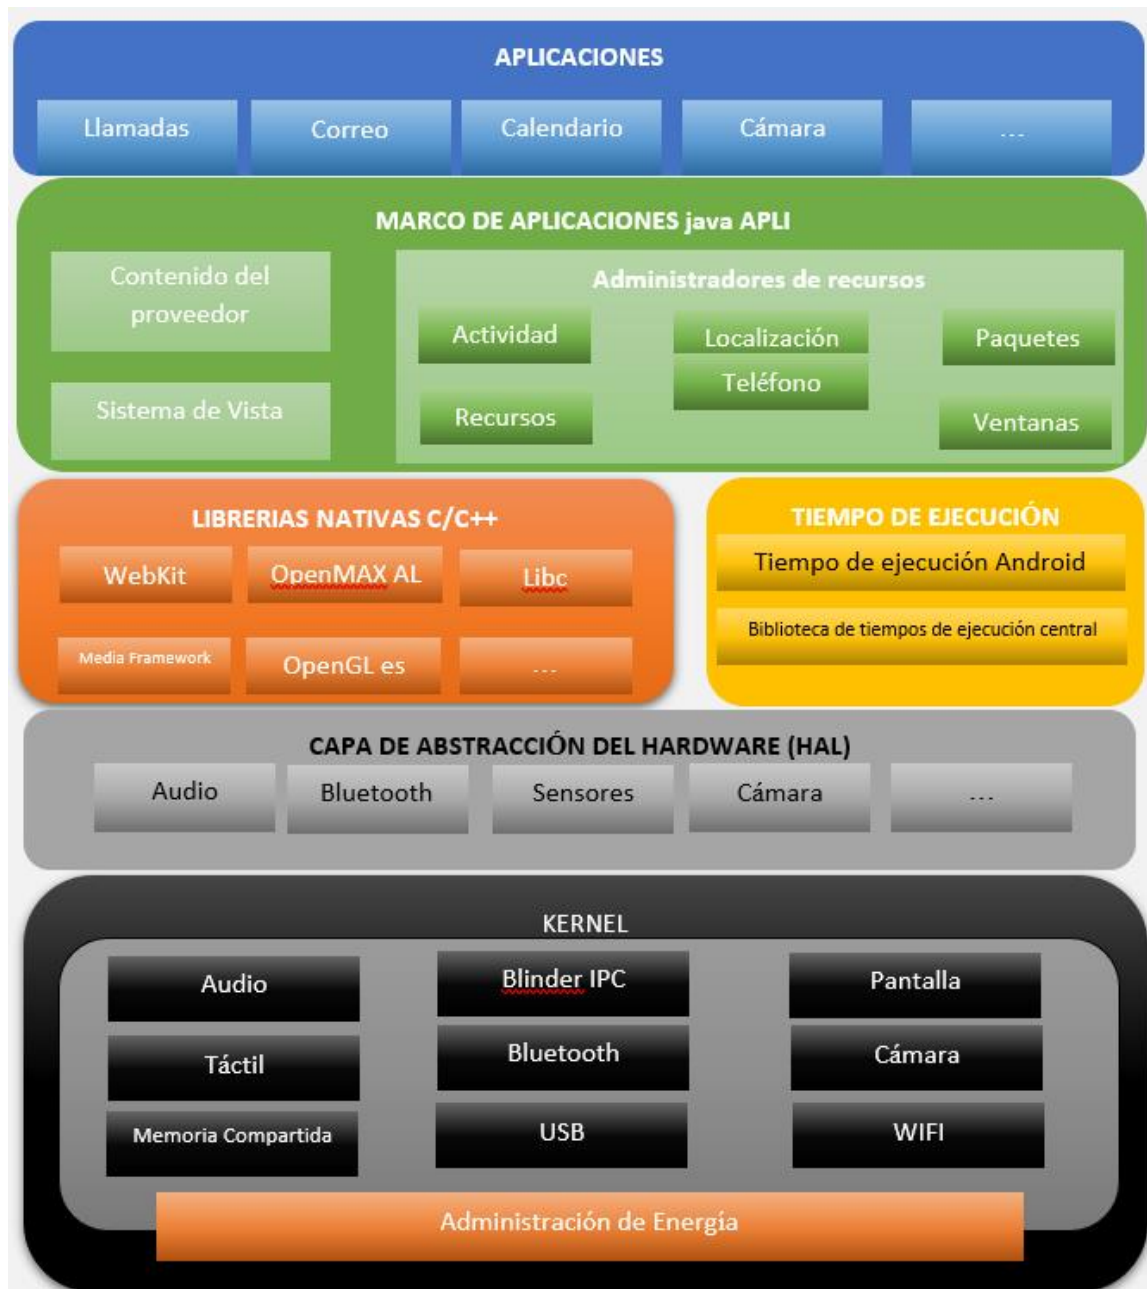 APLICACIONES
Llamadas
Correo
Calendario
Cámara
...
MARCO DE APLICACIONES java APLI
Contenido del
proveedor
Sistema de Vista
Administradores de recursos
Actividad
Localización
Paquetes
Teléfono
Recursos
Ventanas
LIBRERIAS NATIVAS C/C++
WebKit
OpenMAX AL
Libc
Media Framework
OpenGL es
...
TIEMPO DE EJECUCIÓN
Tiempo de ejecución Android
Biblioteca de tiempos de ejecución central
CAPA DE ABSTRACCIÓN DEL HARDWARE (HAL)
Audio
Bluetooth
Sensores
Cámara
...
KERNEL
Audio
Blinder IPC
Pantalla
Táctil
Bluetooth
Cámara
Memoria Compartida
USB
WIFI
Administración de Energía